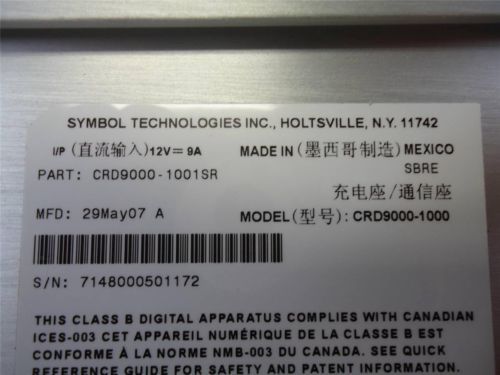 SYMBOL TECHNOLOGIES INC., HOLTSVILLE, N.Y. 11742
I/P (直流输入) 12V⎓ 9A MADE IN (墨西哥制造) MEXICO
PART: CRD9000-1001SR SBRE
充电座/通信座
MFD: 29May07 A MODEL(型号): CRD9000-1000
S/N: 7148000501172
THIS CLASS B DIGITAL APPARATUS COMPLIES WITH CANADIAN
ICES-003 CET APPAREIL NUMÉRIQUE DE LA CLASSE B EST
CONFORME À LA NORME NMB-003 DU CANADA. SEE QUICK
REFERENCE GUIDE FOR SAFETY AND PATENT INFORMATION.